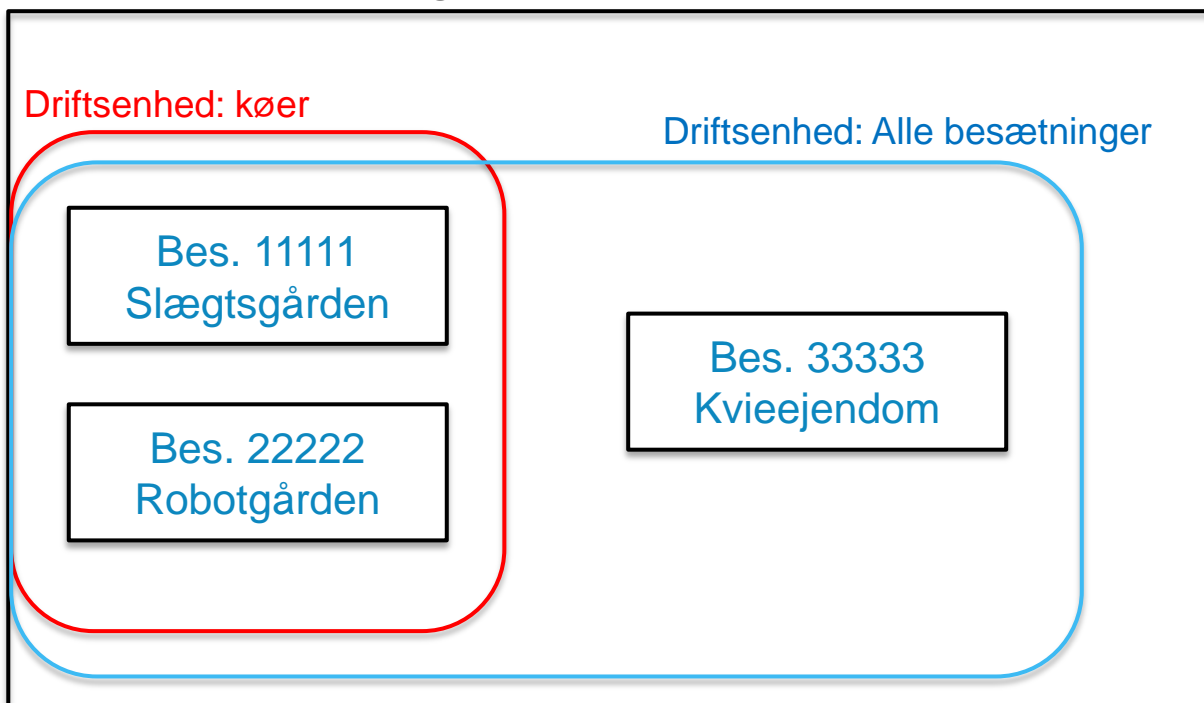 Driftsenhed: køer
Driftsenhed: Alle besætninger
Bes. 11111
Slægtsgården
Bes. 33333
Kvieejendom
Bes. 22222
Robotgården